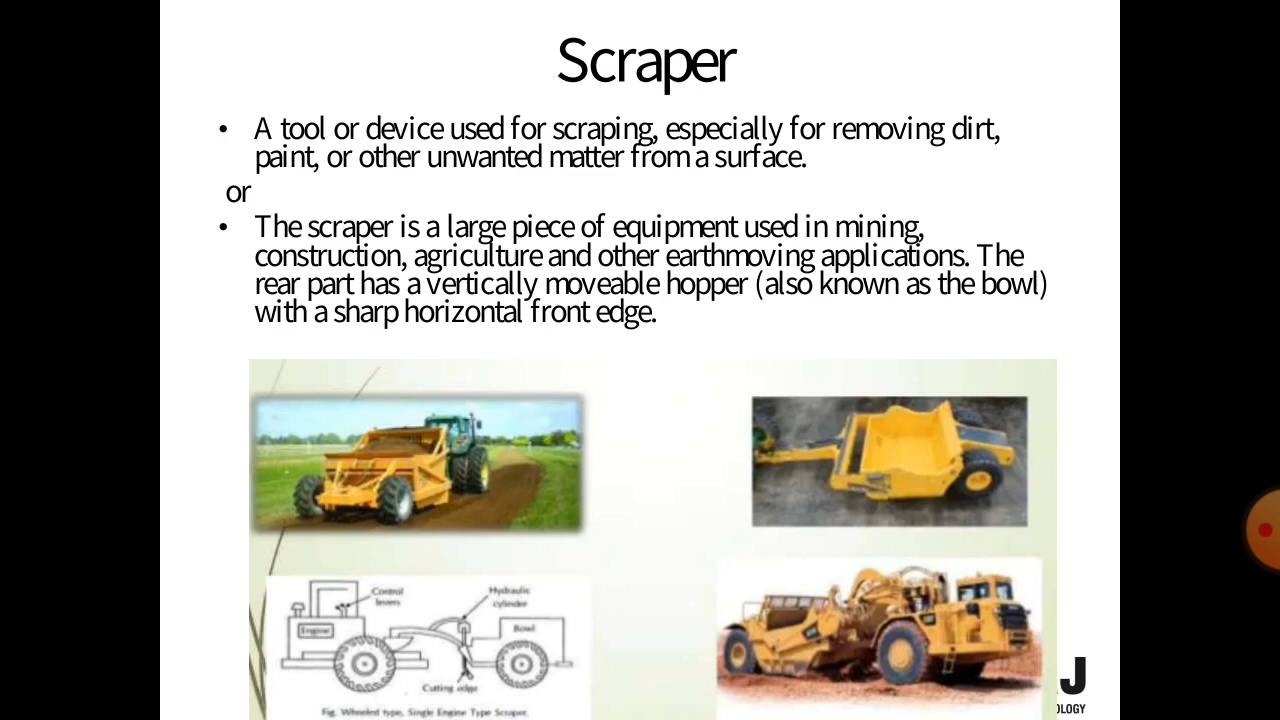 Scraper
• A tool or device used for scraping, especially for removing dirt,
paint, or other unwanted matter from a surface.
or
• The scraper is a large piece of equipment used in mining,
construction, agriculture and other earthmoving applications. The
rear part has a vertically moveable hopper (also known as the bowl)
with a sharp horizontal front edge.
Control
levers
Hydraulic
cylinder
Engine
Bowl
Cutting edge
Fig. Wheeled type, Single Engine Type Scraper.
J
OLOGY